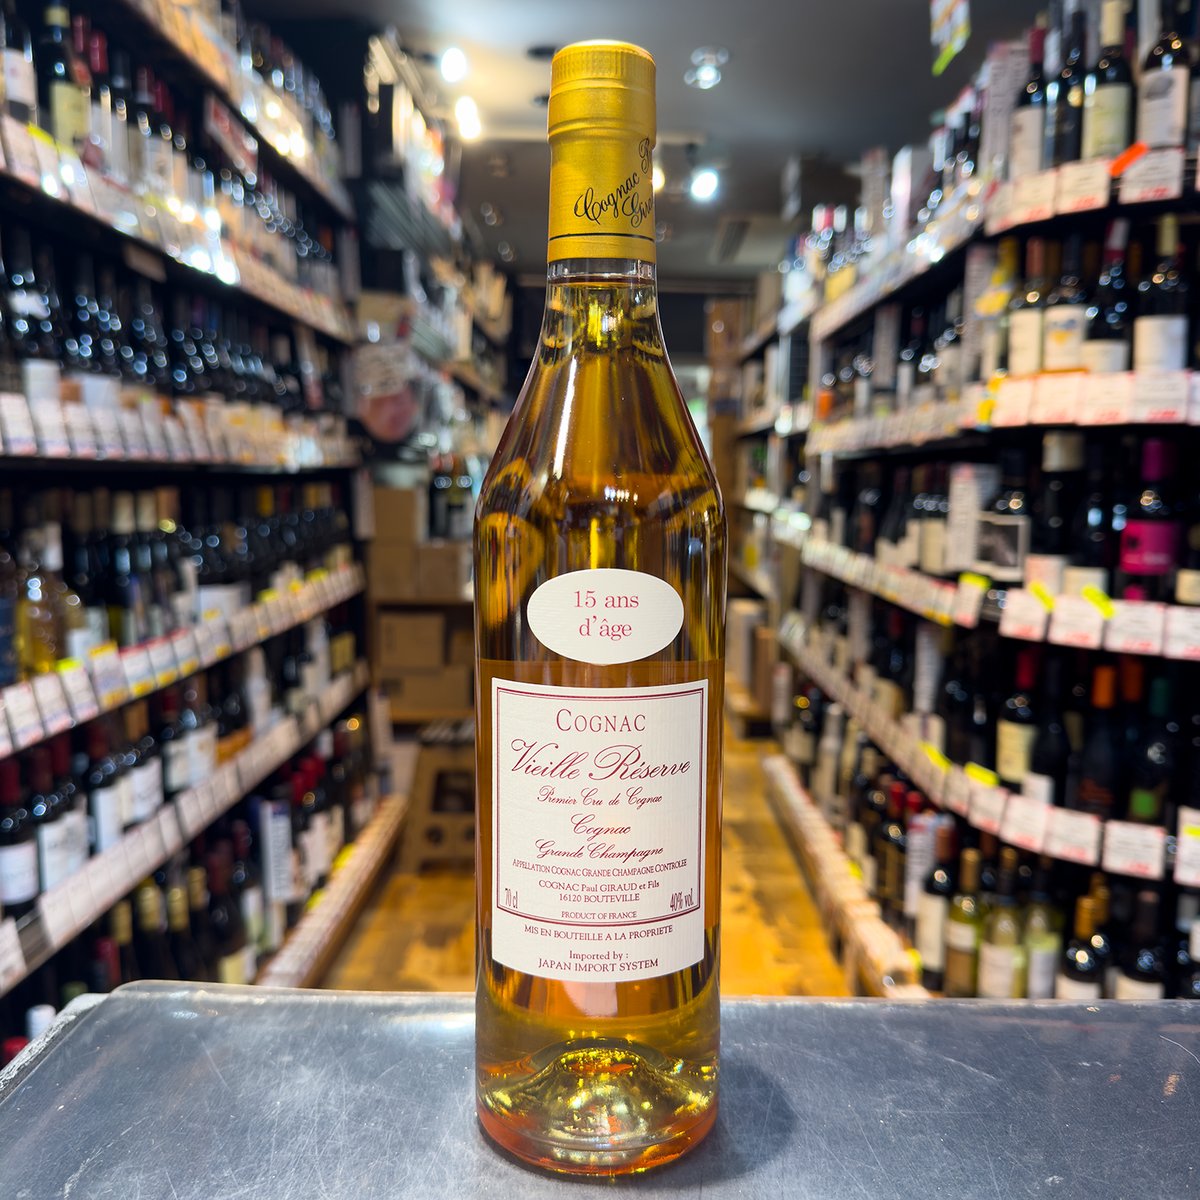 Cognac
15 ans
d'âge
COGNAC
Vieille Réserve
Premier Cru de Cognac
Cognac
Grande Champagne
APPELLATION COGNAC GRANDE CHAMPAGNE CONTROLEE
COGNAC Paul GIRAUD et Fils
16120 BOUTEVILLE
70 cl 40% vol.
PRODUCT OF FRANCE
MIS EN BOUTEILLE A LA PROPRIETE
Imported by :
JAPAN IMPORT SYSTEM